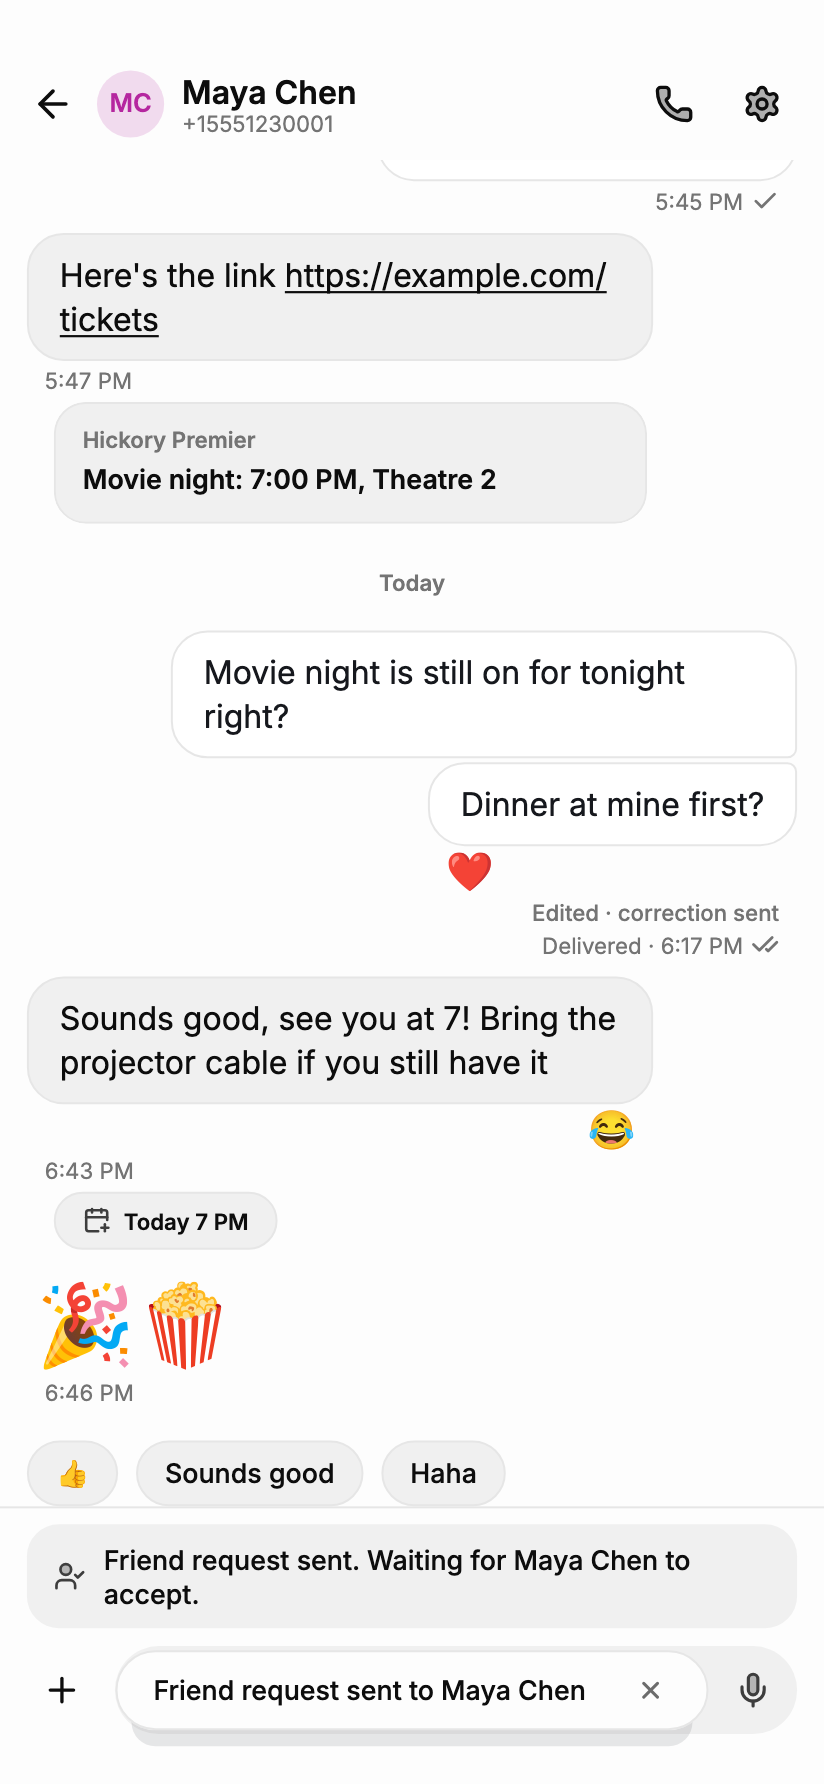 MC
Maya Chen
+15551230001
5:45 PM
Here's the link https://example.com/
tickets
5:47 PM
Hickory Premier
Movie night: 7:00 PM, Theatre 2
Today
Movie night is still on for tonight
right?
Dinner at mine first?
Edited · correction sent
Delivered · 6:17 PM
Sounds good, see you at 7! Bring the
projector cable if you still have it
6:43 PM
Today 7 PM
6:46 PM
Sounds good
Haha
Friend request sent. Waiting for Maya Chen to
accept.
Friend request sent to Maya Chen